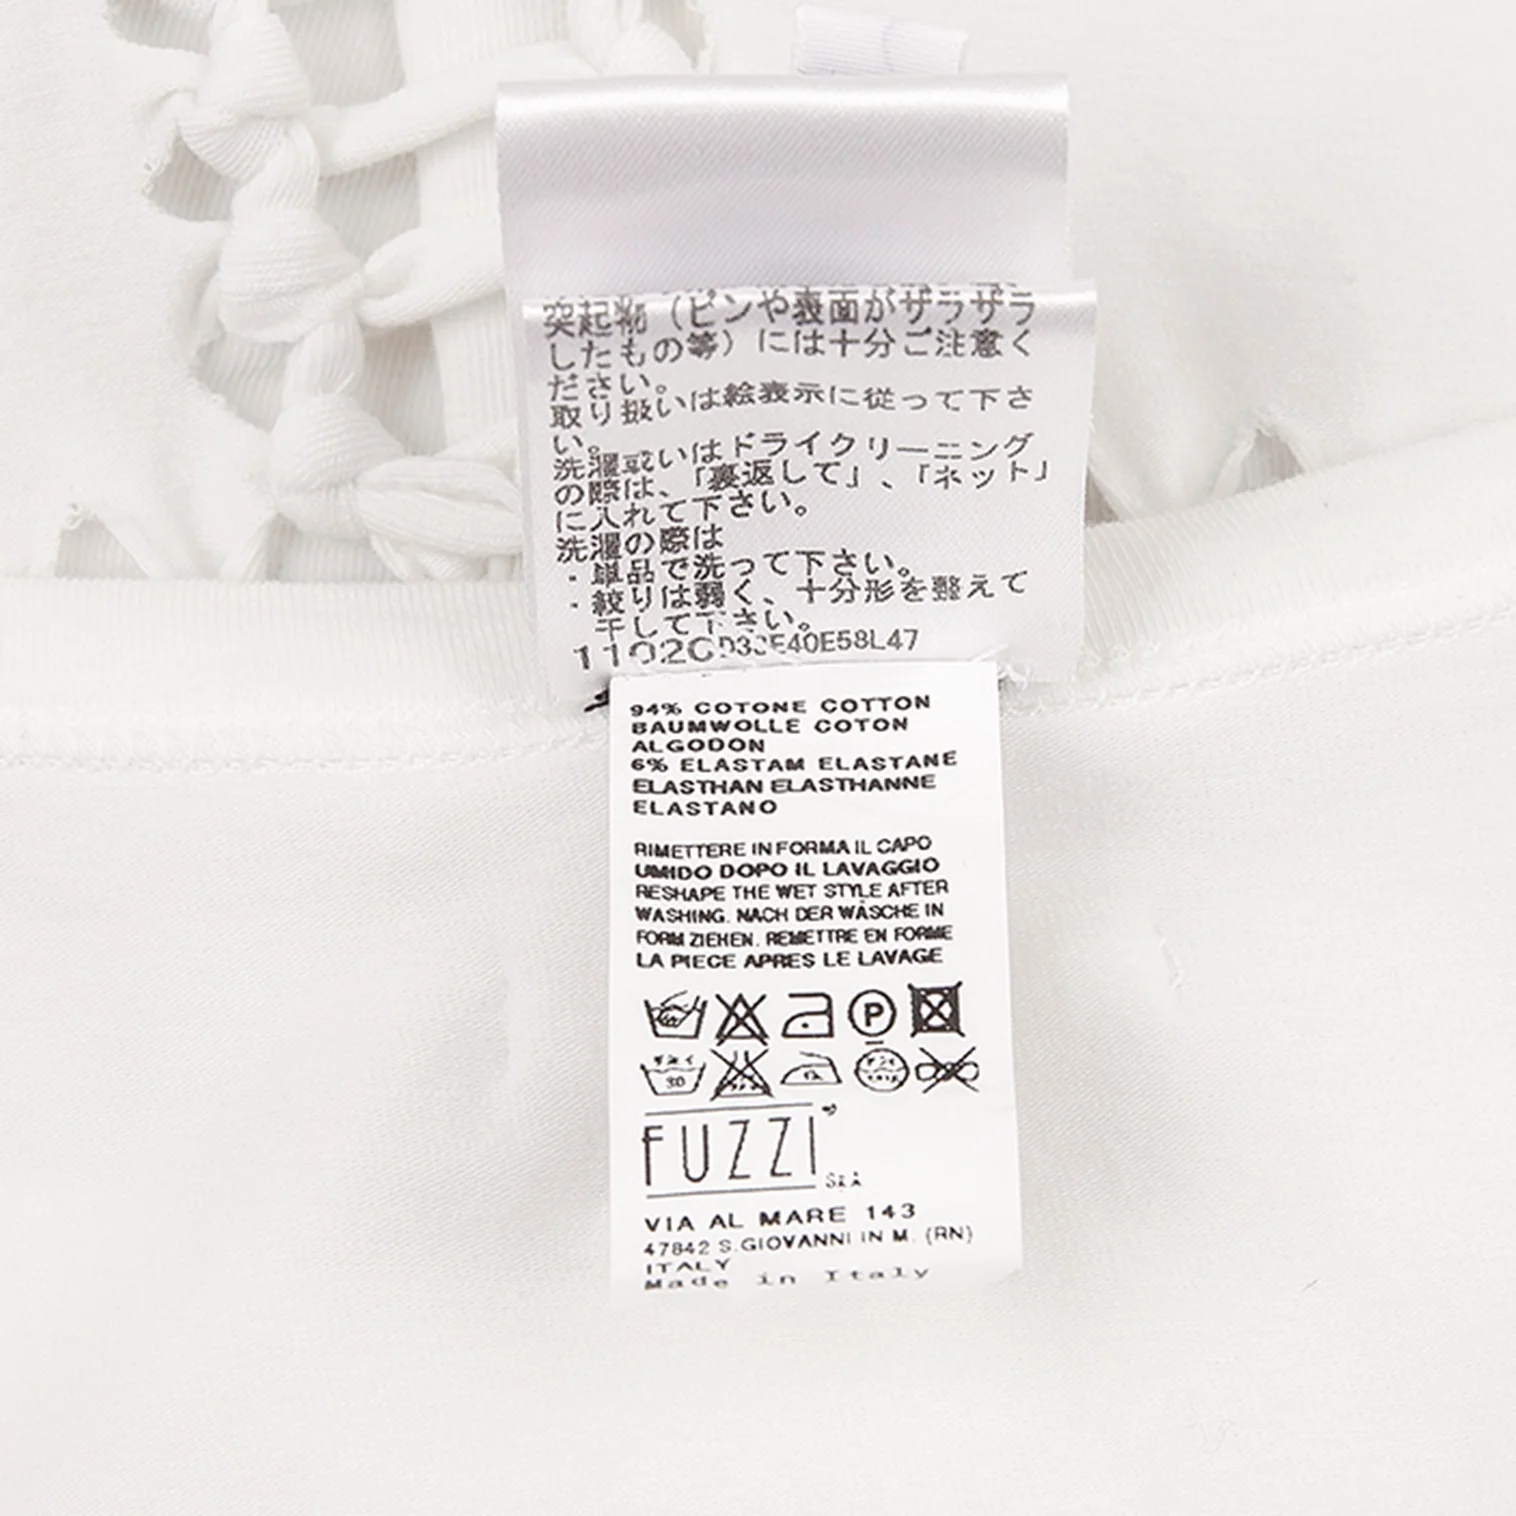 突起物（ピンや表面がザラザラ
したもの等）には十分ご注意く
ださい。
取り扱いは絵表示に従って下さ
い。
洗濯或いはドライクリーニング
の際は、「裏返して」、「ネット」
に入れて下さい。
洗濯の際は
・単品で洗って下さい。
・絞りは弱く、十分形を整えて
干して下さい。
E40E58L47
94% COTONE COTTON
BAUMWOLLE COTON
ALGODON
6% ELASTAM ELASTANE
ELASTHAN ELASTHANNE
ELASTANO
RIMETTERE IN FORMA IL CAPO
UMIDO DOPO IL LAVAGGIO
RESHAPE THE WET STYLE AFTER
WASHING. NACH DER WÄSCHE IN
FORM ZIEHEN. REMETTRE EN FORME
LA PIECE APRES LE LAVAGE
P
30
FUZZI
SPA
VIA AL MARE 143
47842 S.GIOVANNI IN M. (RN)
ITALY
Made in Italy